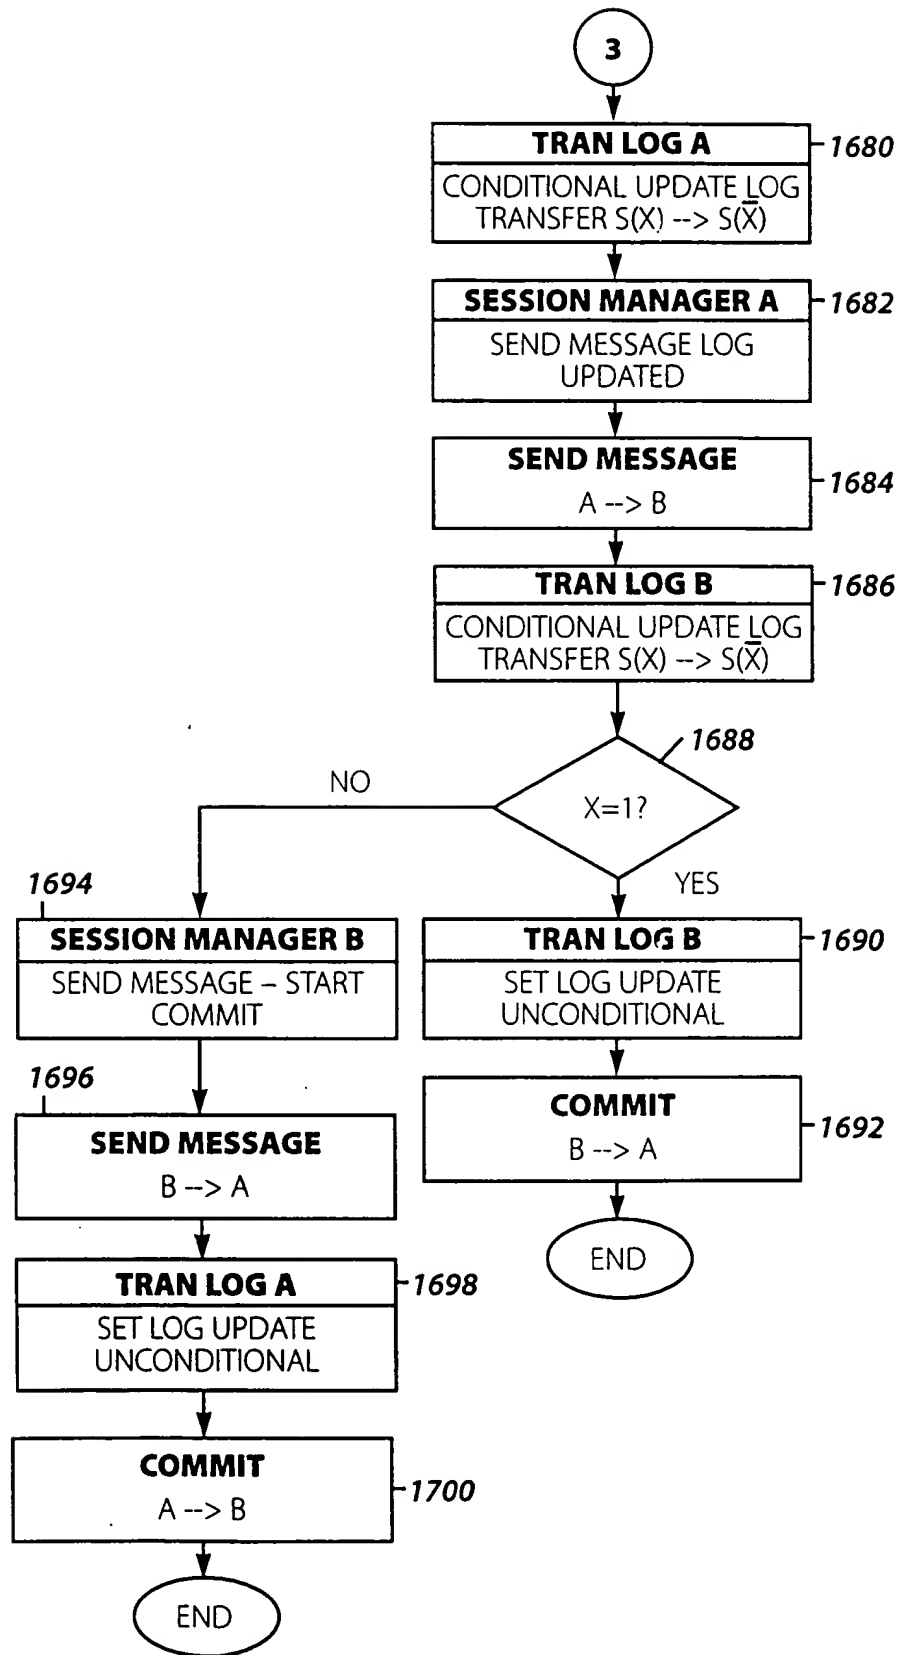 3
TRAN LOG A
1680
CONDITIONAL UPDATE LOG
TRANSFER S(X) --> S(X̅)
SESSION MANAGER A
1682
SEND MESSAGE LOG
UPDATED
SEND MESSAGE
1684
A --> B
TRAN LOG B
1686
CONDITIONAL UPDATE LOG
TRANSFER S(X) --> S(X̅)
1688
X=1?
NO
YES
1694
SESSION MANAGER B
SEND MESSAGE – START
COMMIT
1696
SEND MESSAGE
B --> A
TRAN LOG A
1698
SET LOG UPDATE
UNCONDITIONAL
COMMIT
1700
A --> B
END
TRAN LOG B
1690
SET LOG UPDATE
UNCONDITIONAL
COMMIT
1692
B --> A
END